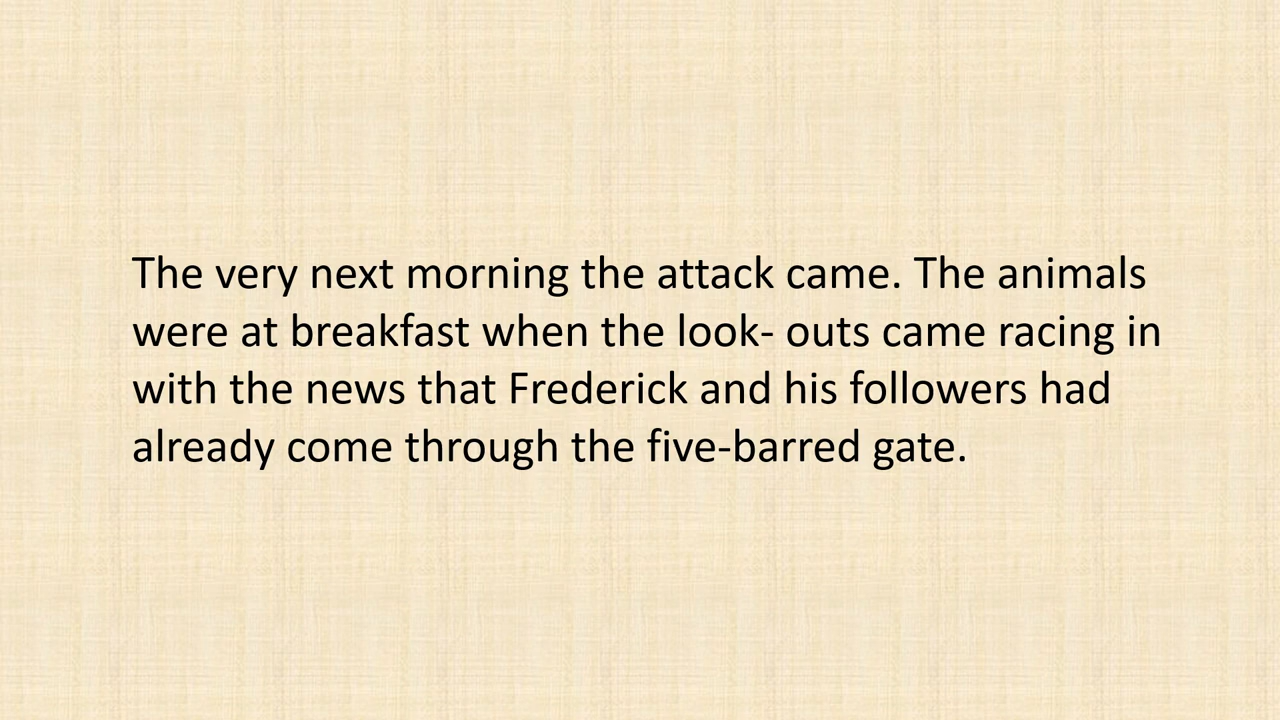 The very next morning the attack came. The animals
were at breakfast when the look- outs came racing in
with the news that Frederick and his followers had
already come through the five-barred gate.